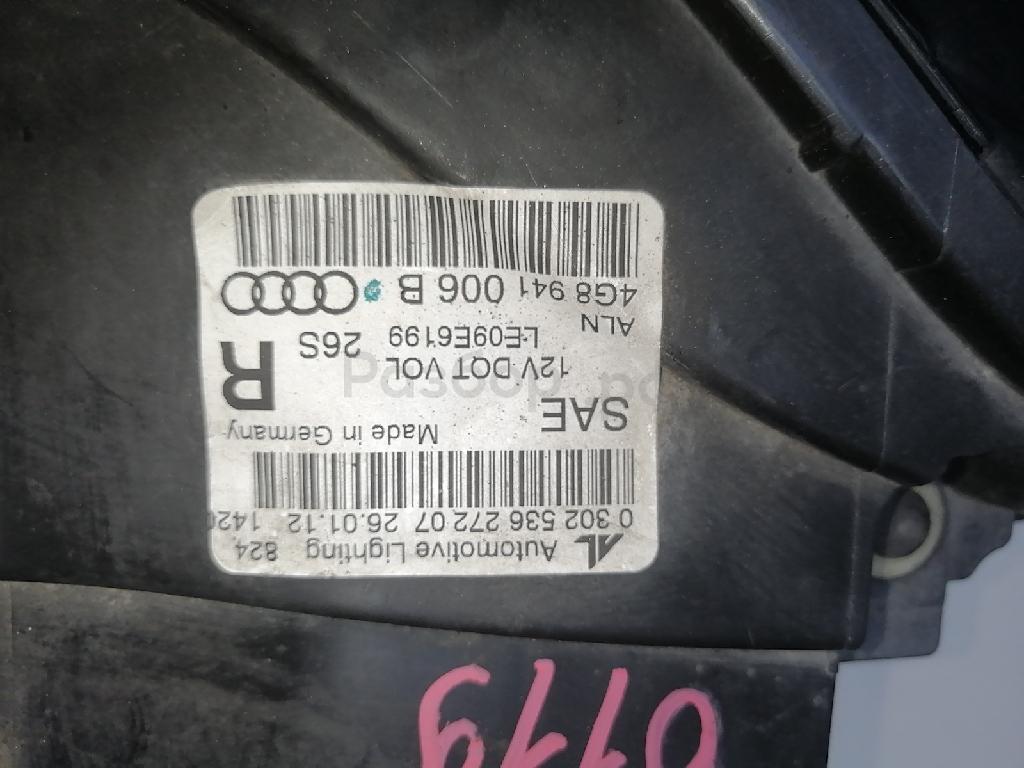 AL Automotive Lighting 824
0 302 536 272 07 26.01.12
Made in Germany
SAE R
12V DOT VOL
LE09E6199 26S
ALN
4G8 941 006 B